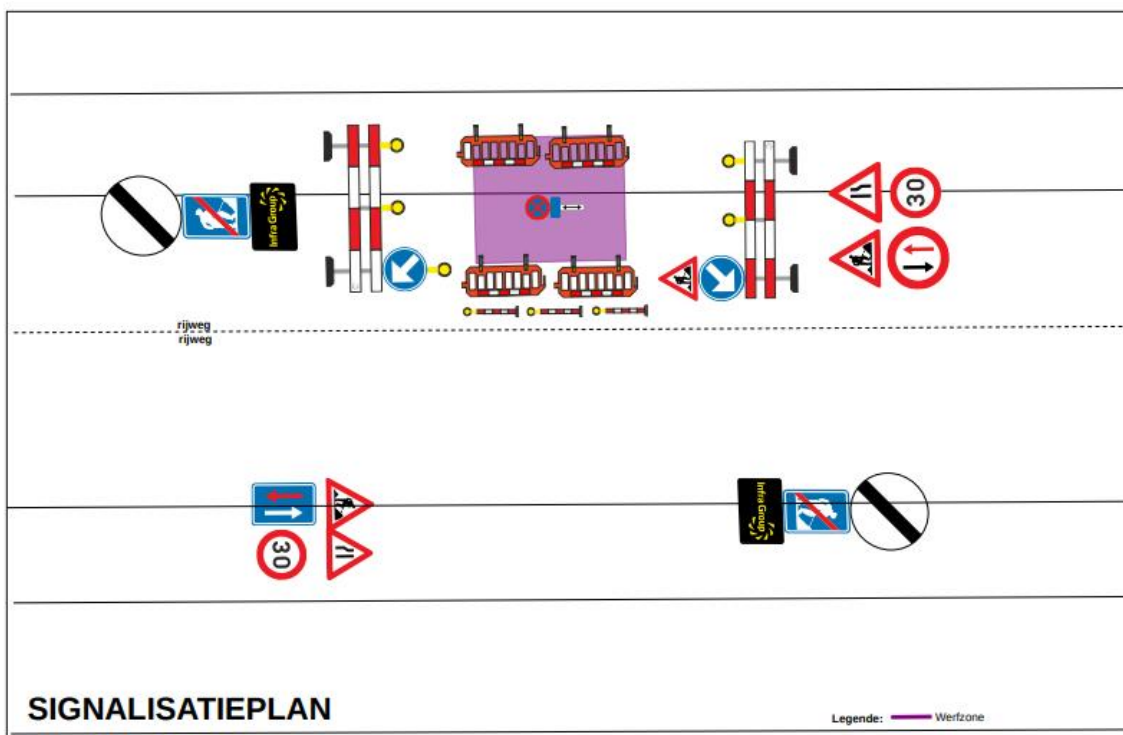 Infra Group
30
rijweg
rijweg
30
Infra Group
SIGNALISATIEPLAN
Legende:
Werfzone